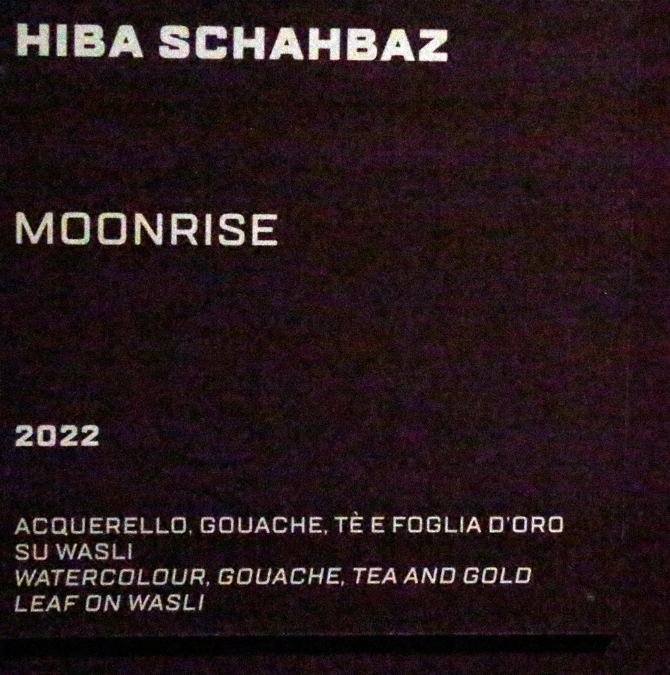 HIBA SCHAHBAZ
MOONRISE
2022
ACQUERELLO, GOUACHE, TÈ E FOGLIA D'ORO
SU WASLI
WATERCOLOUR, GOUACHE, TEA AND GOLD
LEAF ON WASLI